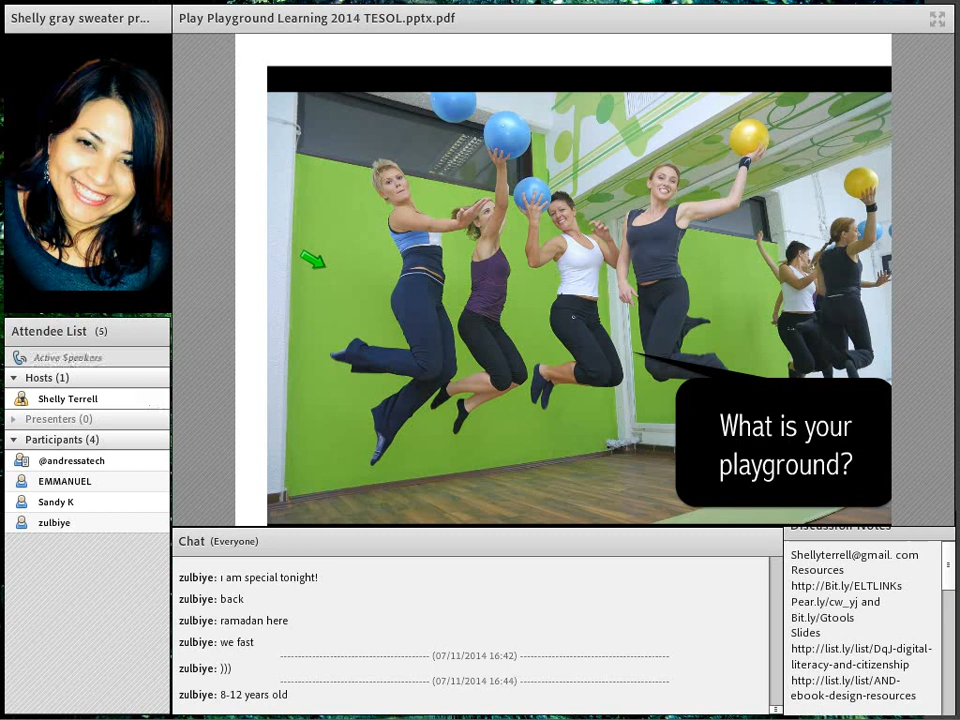 Shelly gray sweater pr...
Play Playground Learning 2014 TESOL.pptx.pdf
What is your
playground?
Attendee List (5)
Active Speakers
Hosts (1)
Shelly Terrell
Presenters (0)
Participants (4)
@andressatech
EMMANUEL
Sandy K
zulbiye
Chat (Everyone)
zulbiye: ı am special tonight!
zulbiye: back
zulbiye: ramadan here
zulbiye: we fast
(07/11/2014 16:42)
zulbiye: )))
(07/11/2014 16:44)
zulbiye: 8-12 years old
Discussion Notes
Shellyterrell@gmail. com
Resources
http://Bit.ly/ELTLINKs
Pear.ly/cw_yj and
Bit.ly/Gtools
Slides
http://list.ly/list/DqJ-digital-
literacy-and-citizenship
http://list.ly/list/AND-
ebook-design-resources